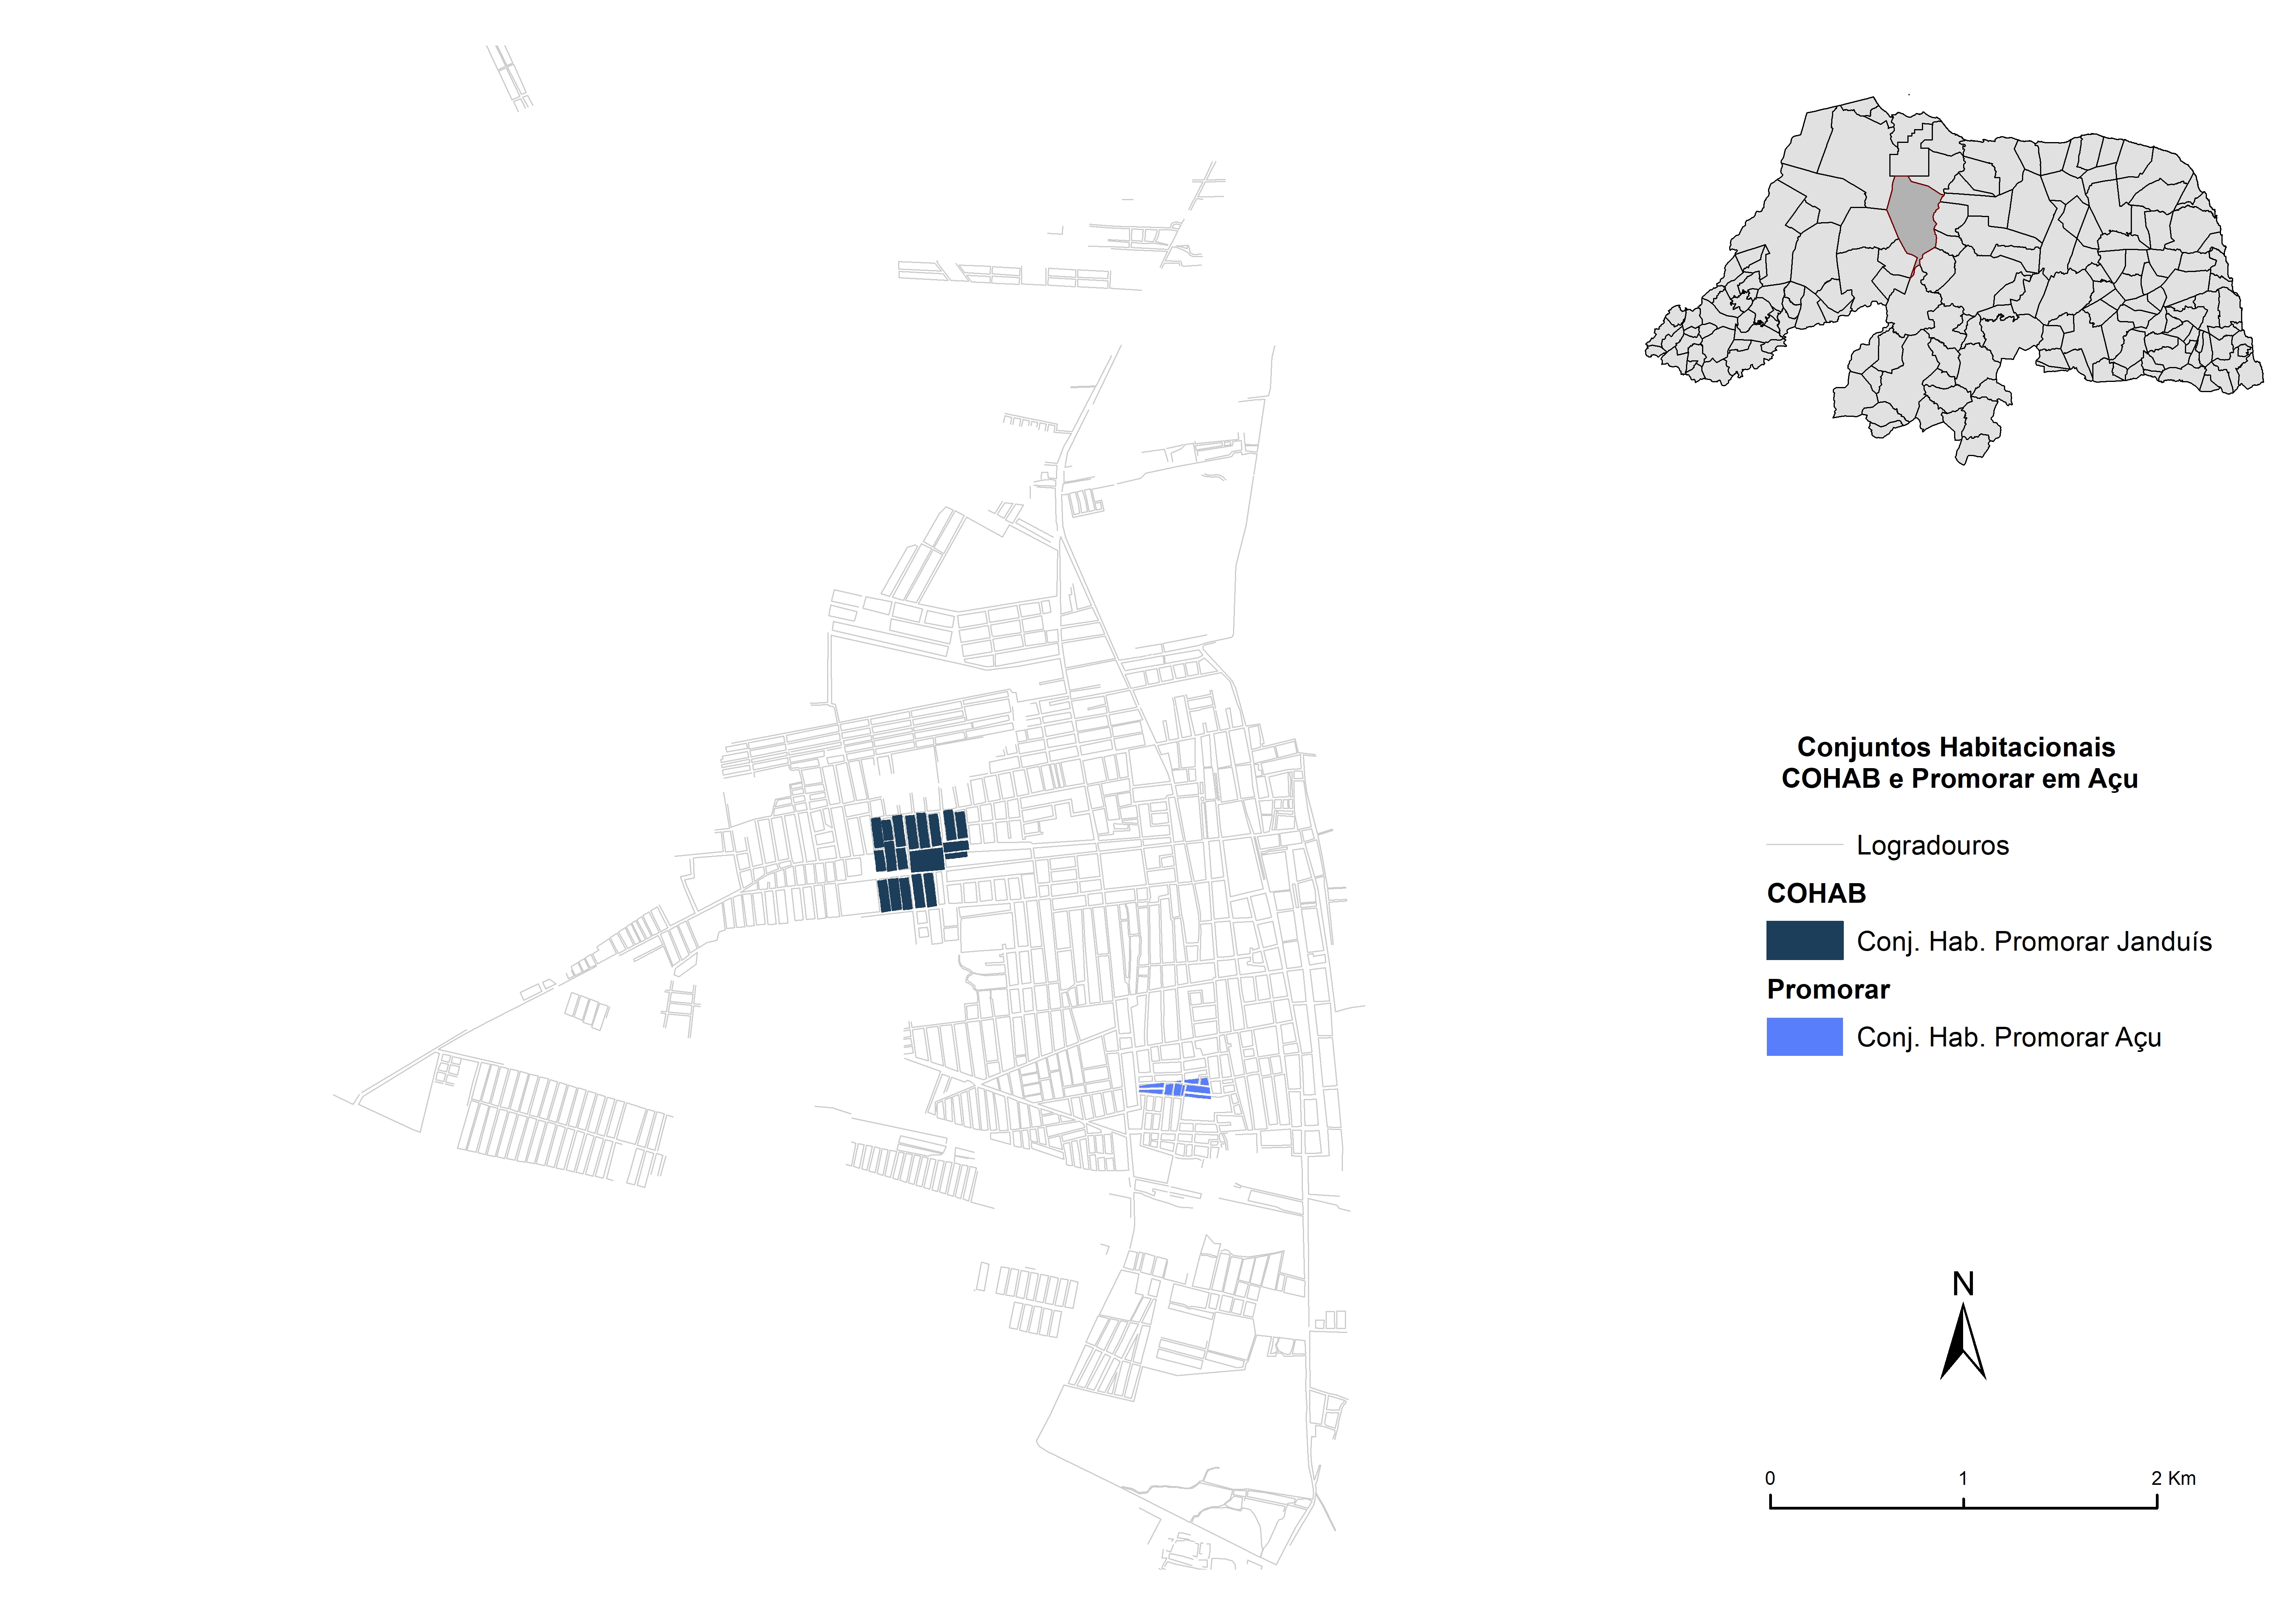 Conjuntos Habitacionais
COHAB e Promorar em Açu
Logradouros
COHAB
Conj. Hab. Promorar Janduís
Promorar
Conj. Hab. Promorar Açu
N
0 1 2 Km